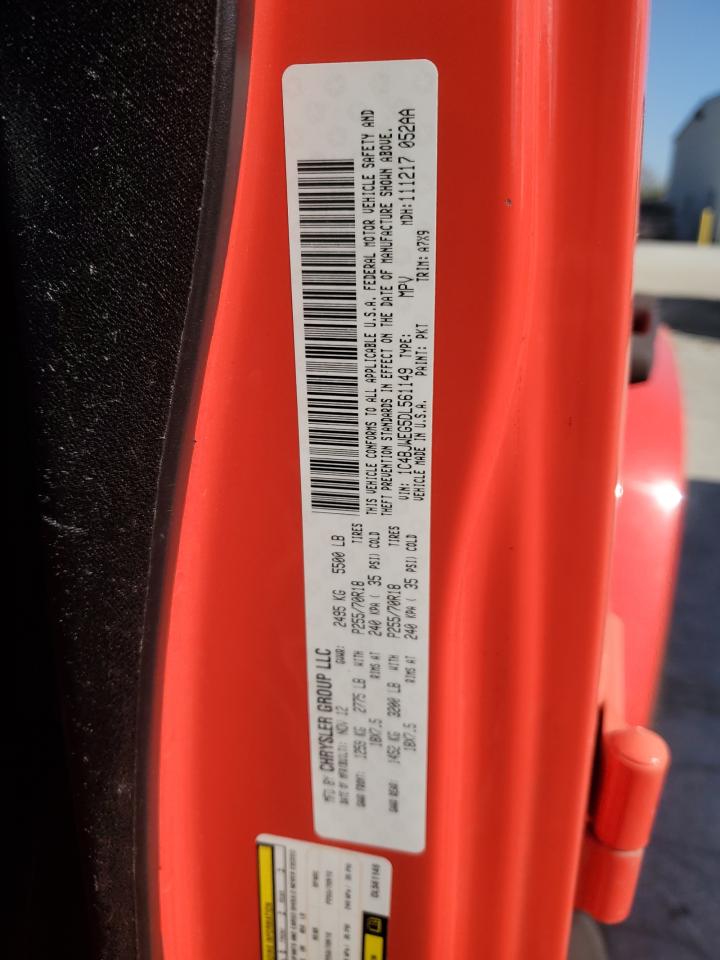 MFD BY CHRYSLER GROUP LLC
DATE OF MFR NOV 12 GVWR: 2495 KG 5500 LB
GAWR FRONT: 1259 KG 2775 LB WITH P255/70R18 TIRES
18X7.5 RIMS AT 240 KPA ( 35 PSI) COLD
GAWR REAR: 1452 KG 3200 LB WITH P255/70R18 TIRES
18X7.5 RIMS AT 240 KPA ( 35 PSI) COLD
THIS VEHICLE CONFORMS TO ALL APPLICABLE U.S.A. FEDERAL MOTOR VEHICLE SAFETY AND
THEFT PREVENTION STANDARDS IN EFFECT ON THE DATE OF MANUFACTURE SHOWN ABOVE.
VIN: 1C4BJWEG5DL561149 TYPE: MPV MDH:111217 052AA
VEHICLE MADE IN U.S.A. PAINT: PKT TRIM: A7X9